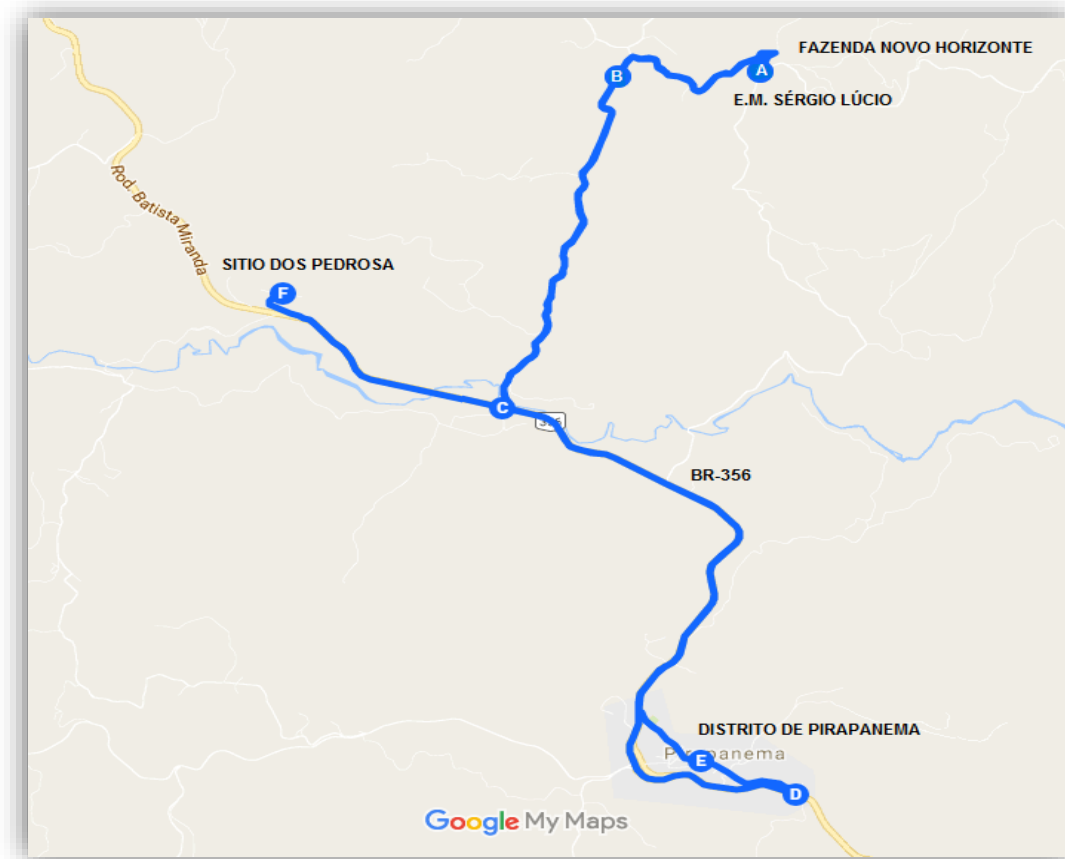 FAZENDA NOVO HORIZONTE
B
A
E.M. SÉRGIO LÚCIO
Rod. Batista Miranda
SITIO DOS PEDROSA
F
C
356
BR-356
DISTRITO DE PIRAPANEMA
Pirapanema
E
D
Google My Maps